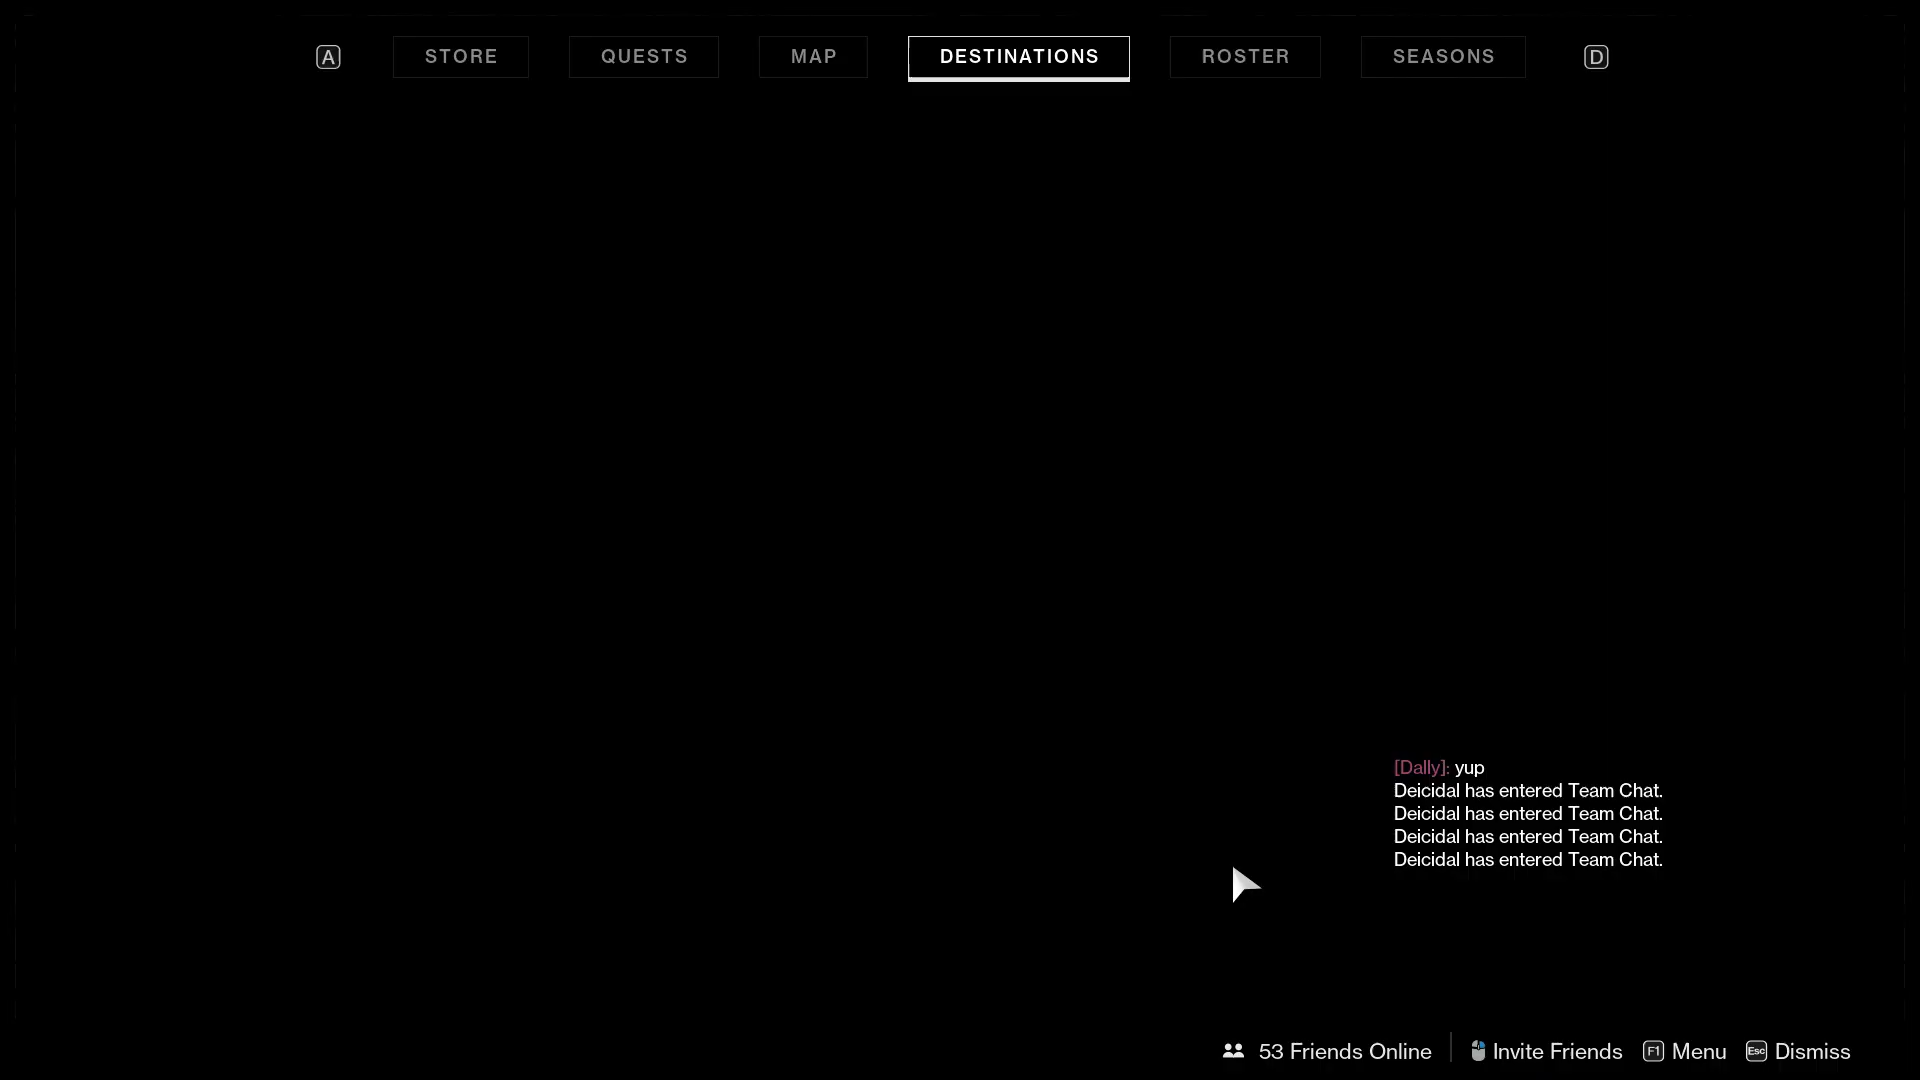 A STORE QUESTS MAP DESTINATIONS ROSTER SEASONS D
[Dally]: yup
Deicidal has entered Team Chat.
Deicidal has entered Team Chat.
Deicidal has entered Team Chat.
Deicidal has entered Team Chat.
53 Friends Online Invite Friends F1 Menu Esc Dismiss